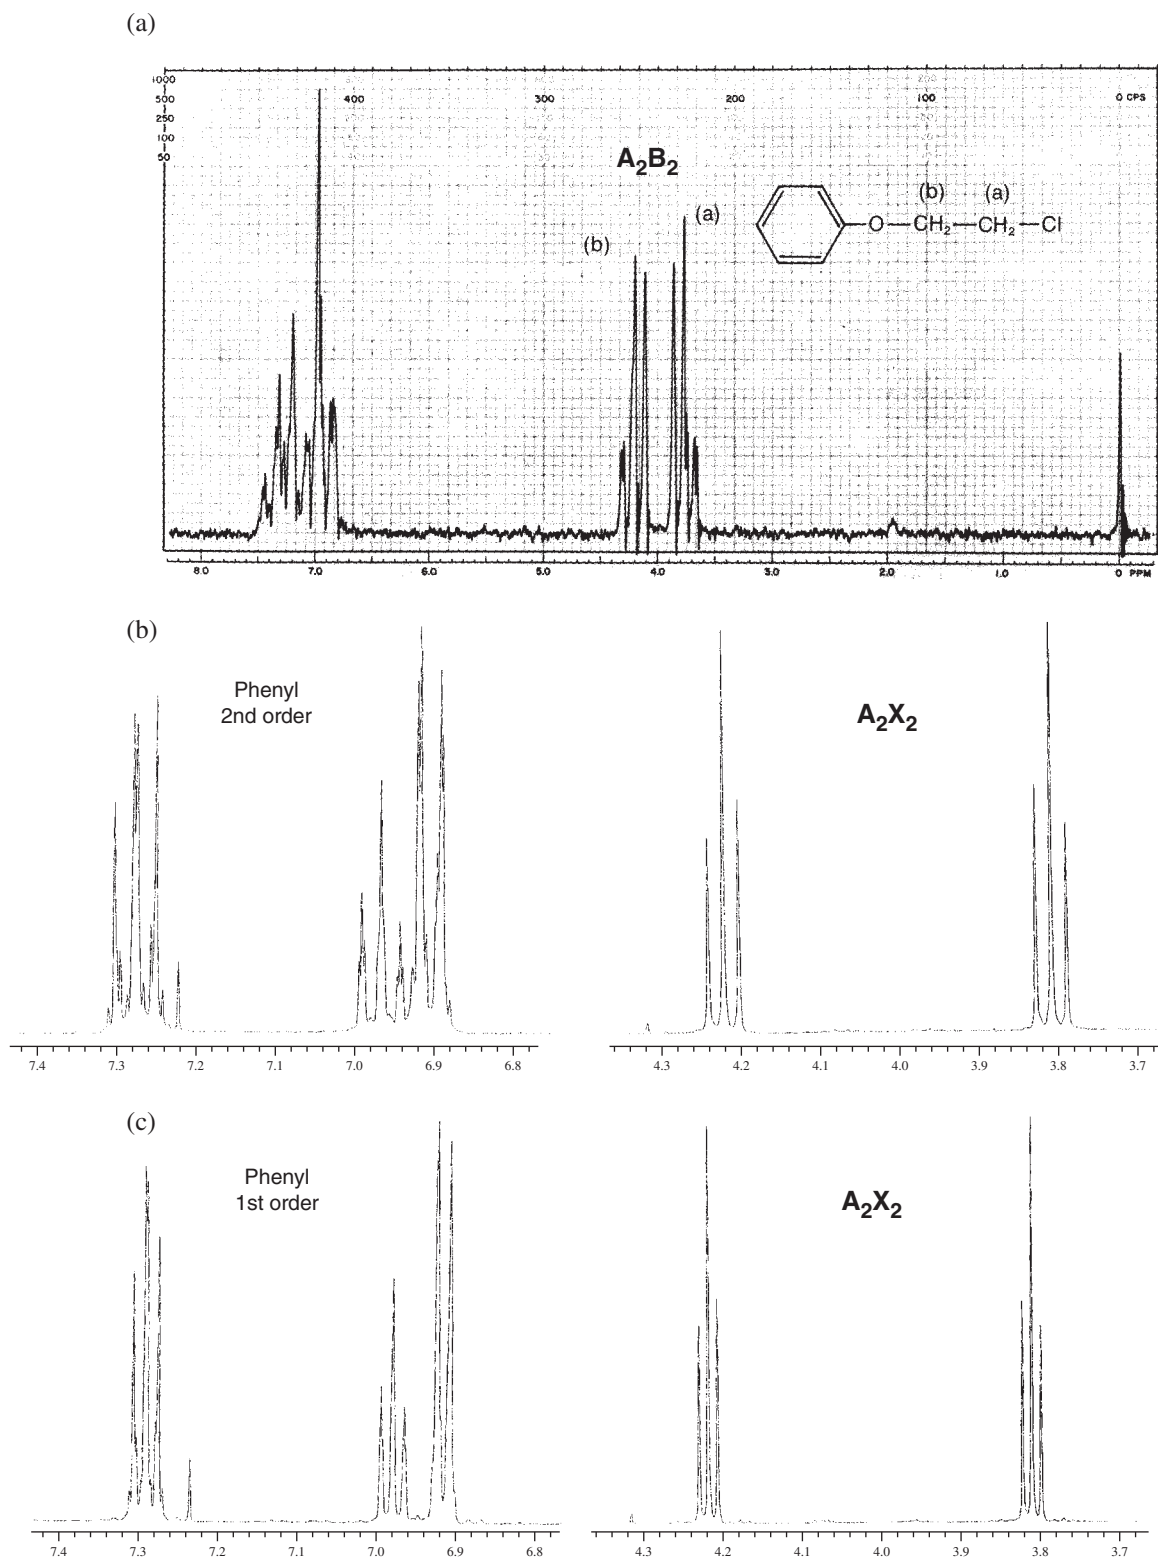 (a)
1000
500
250
100
50
400 300 200 100 0 CPS
A₂B₂
(b) (a)
(a)
(b)
O—CH₂—CH₂—Cl
8.0 7.0 6.0 5.0 4.0 3.0 2.0 1.0 0 PPM
(b)
Phenyl
2nd order
A₂X₂
7.4 7.3 7.2 7.1 7.0 6.9 6.8 4.3 4.2 4.1 4.0 3.9 3.8 3.7
(c)
Phenyl
1st order
A₂X₂
7.4 7.3 7.2 7.1 7.0 6.9 6.8 4.3 4.2 4.1 4.0 3.9 3.8 3.7